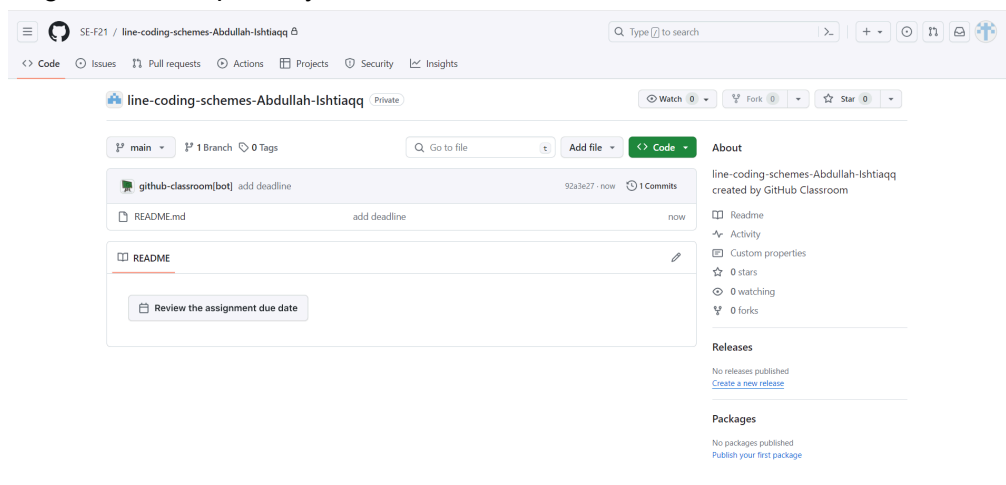 SE-F21 / line-coding-schemes-Abdullah-Ishtiaqq
Type / to search
Code Issues Pull requests Actions Projects Security Insights
line-coding-schemes-Abdullah-Ishtiaqq Private
Watch 0 Fork 0 Star 0
main 1 Branch 0 Tags Go to file t Add file Code
github-classroom[bot] add deadline 92a3e27 · now 1 Commits
README.md add deadline now
README
Review the assignment due date
About
line-coding-schemes-Abdullah-Ishtiaqq
created by GitHub Classroom
Readme
Activity
Custom properties
0 stars
0 watching
0 forks
Releases
No releases published
Create a new release
Packages
No packages published
Publish your first package